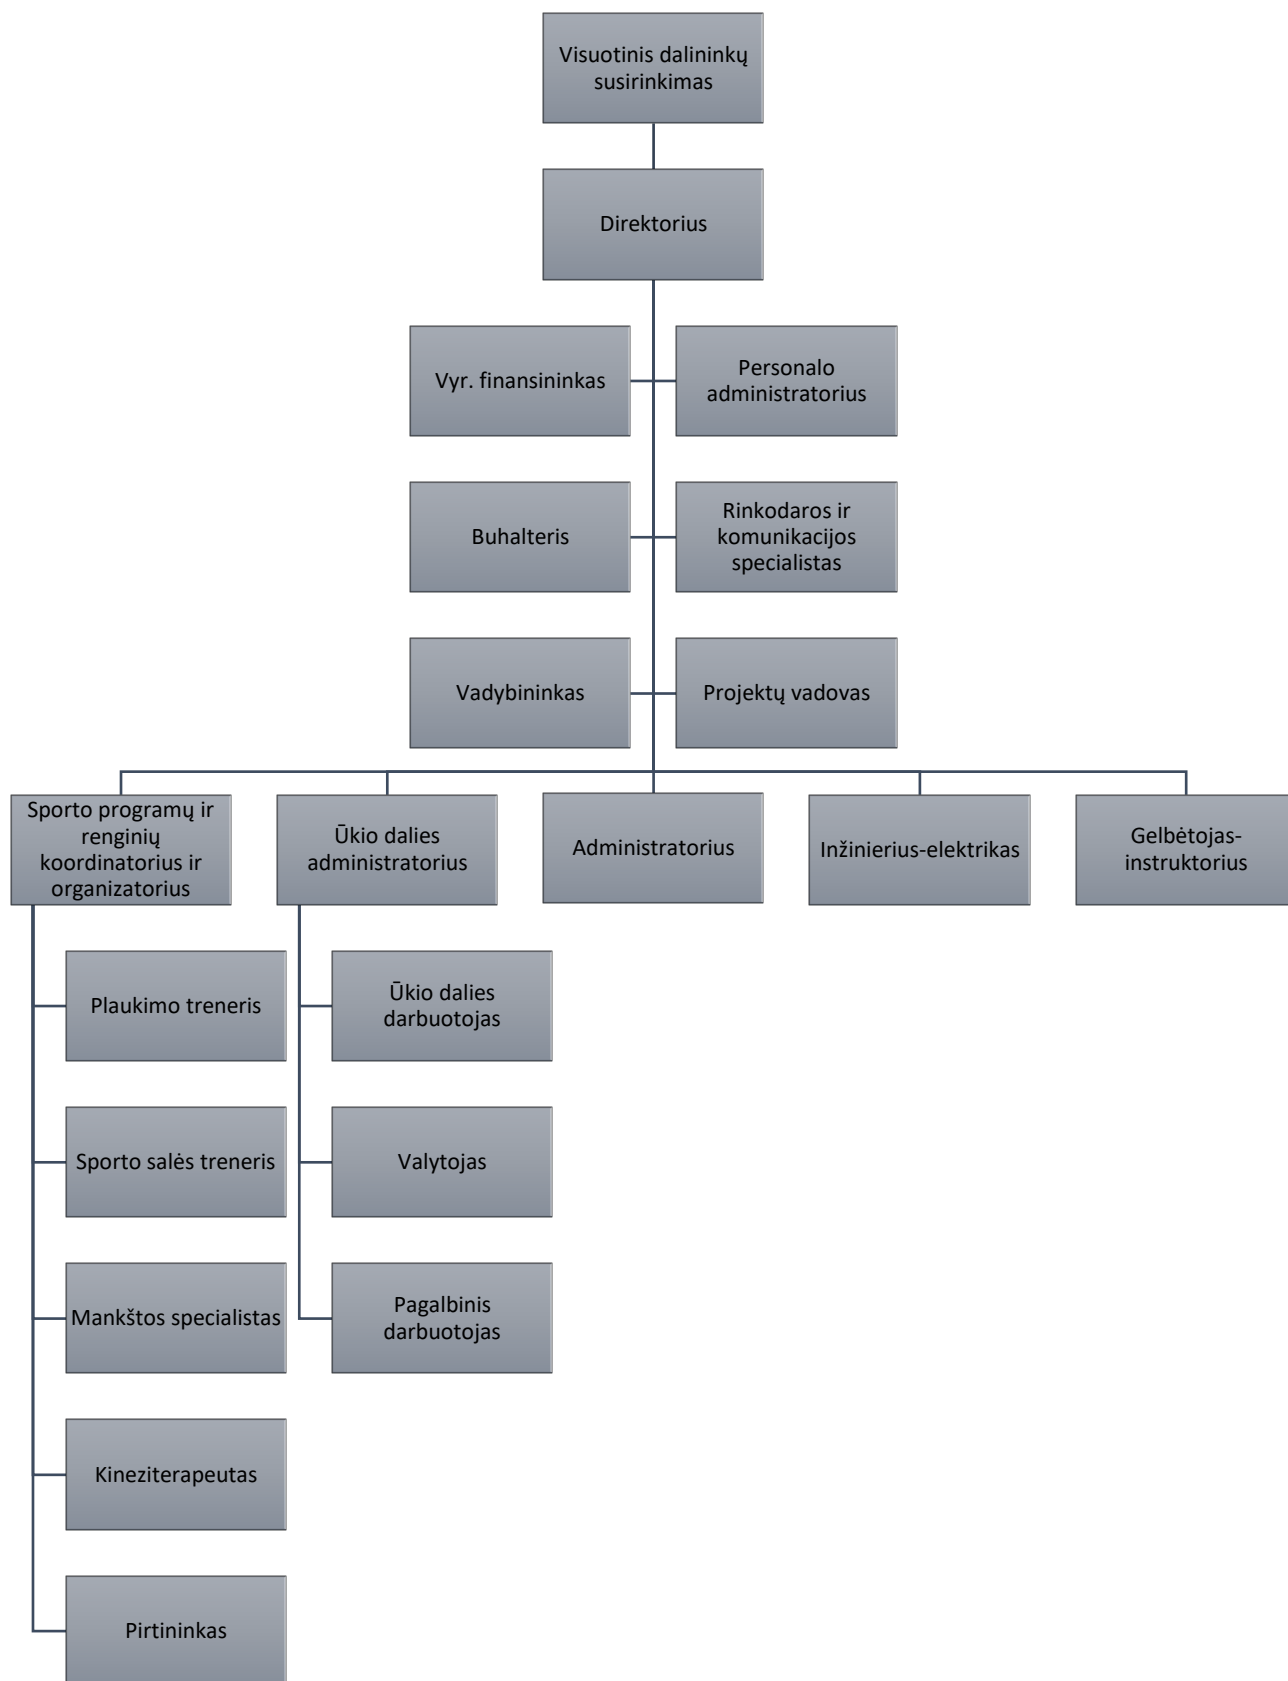 Visuotinis dalininkų
susirinkimas
Direktorius
Vyr. finansininkas
Personalo
administratorius
Buhalteris
Rinkodaros ir
komunikacijos
specialistas
Vadybininkas
Projektų vadovas
Sporto programų ir
renginių
koordinatorius ir
organizatorius
Ūkio dalies
administratorius
Administratorius
Inžinierius-elektrikas
Gelbėtojas-
instruktorius
Plaukimo treneris
Ūkio dalies
darbuotojas
Sporto salės treneris
Valytojas
Mankštos specialistas
Pagalbinis
darbuotojas
Kineziterapeutas
Pirtininkas